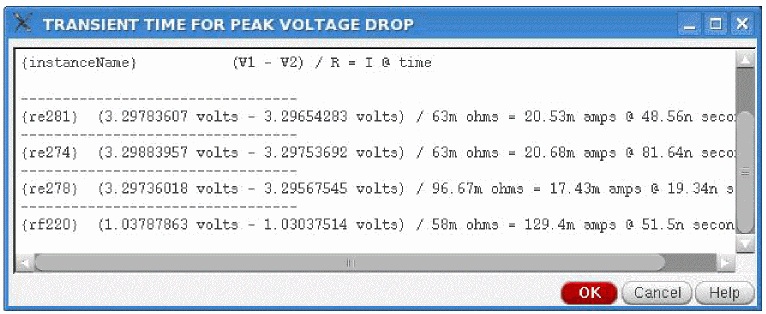 TRANSIENT TIME FOR PEAK VOLTAGE DROP
{instanceName} (V1 - V2) / R = I @ time
--------------------------------
{re281} (3.29783607 volts - 3.29654283 volts) / 63m ohms = 20.53m amps @ 48.56n seco
--------------------------------
{re274} (3.29883957 volts - 3.29753692 volts) / 63m ohms = 20.68m amps @ 81.64n seco
--------------------------------
{re278} (3.29736018 volts - 3.29567545 volts) / 96.67m ohms = 17.43m amps @ 19.34n s
--------------------------------
{rf220} (1.03787863 volts - 1.03037514 volts) / 58m ohms = 129.4m amps @ 51.5n secon
OK Cancel Help